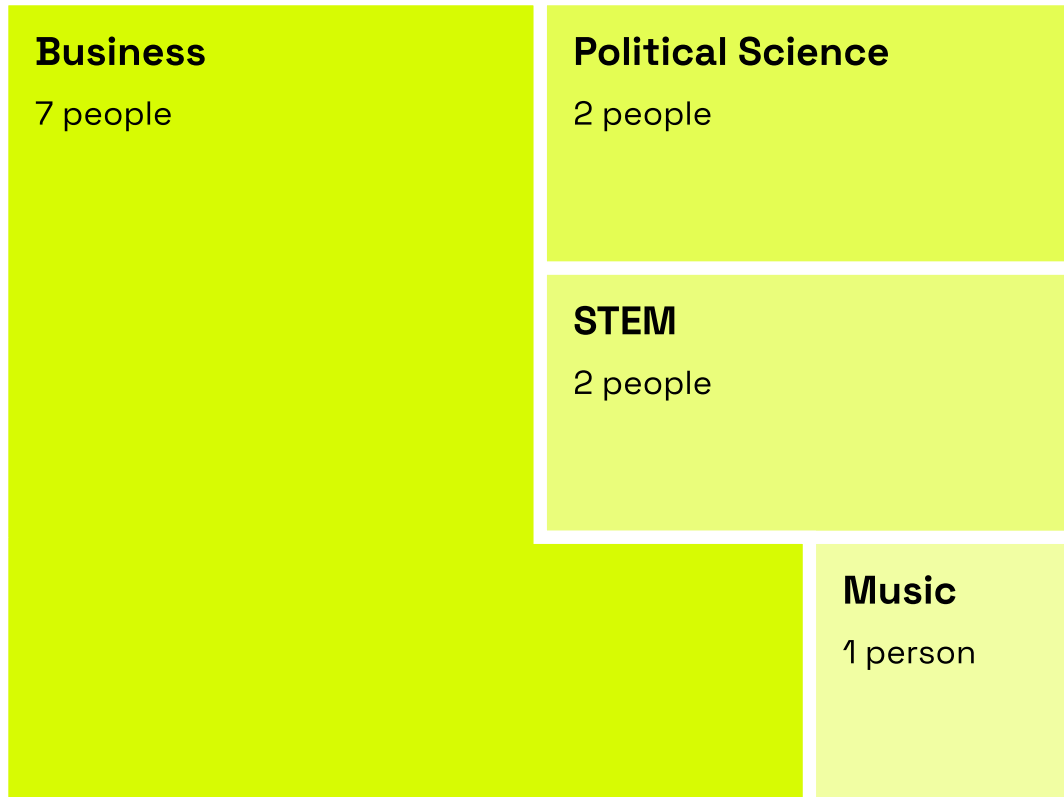 Business
7 people
Political Science
2 people
STEM
2 people
Music
1 person